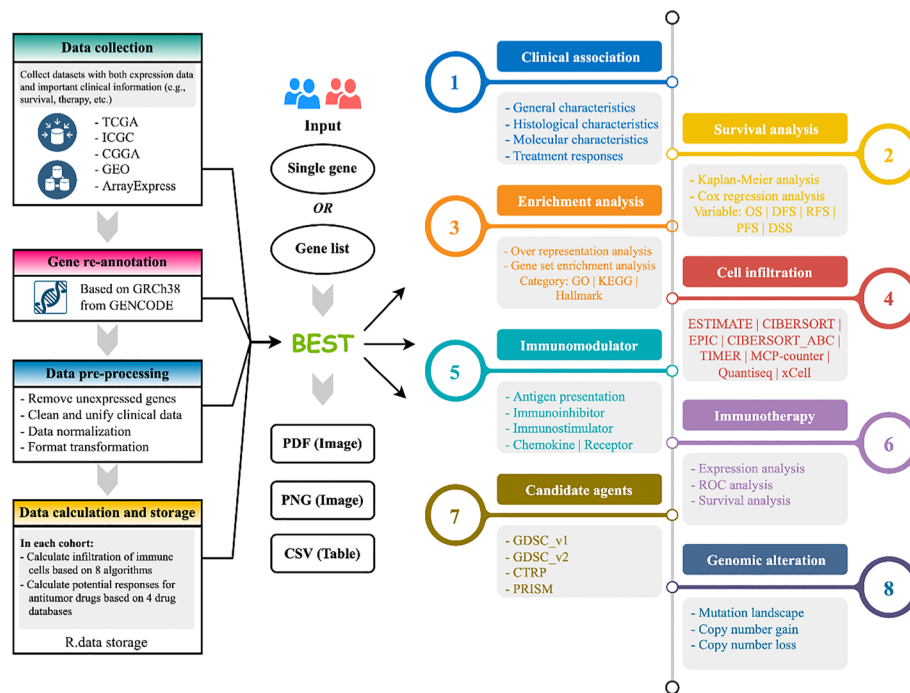 Data collection
Collect datasets with both expression data
and important clinical information (e.g.,
survival, therapy, etc.)
- TCGA
- ICGC
- CGGA
- GEO
- ArrayExpress
Gene re-annotation
Based on GRCh38
from GENCODE
Data pre-processing
- Remove unexpressed genes
- Clean and unify clinical data
- Data normalization
- Format transformation
Data calculation and storage
In each cohort:
- Calculate infiltration of immune
cells based on 8 algorithms
- Calculate potential responses for
antitumor drugs based on 4 drug
databases
R.data storage
Input
Single gene
OR
Gene list
BEST
PDF (Image)
PNG (Image)
CSV (Table)
1
Clinical association
- General characteristics
- Histological characteristics
- Molecular characteristics
- Treatment responses
Survival analysis
2
- Kaplan-Meier analysis
- Cox regression analysis
Variable: OS | DFS | RFS |
PFS | DSS
3
Enrichment analysis
- Over representation analysis
- Gene set enrichment analysis
Category: GO | KEGG |
Hallmark
Cell infiltration
4
ESTIMATE | CIBERSORT |
EPIC | CIBERSORT_ABC |
TIMER | MCP-counter |
Quantiseq | xCell
5
Immunomodulator
- Antigen presentation
- Immunoinhibitor
- Immunostimulator
- Chemokine | Receptor
Immunotherapy
6
- Expression analysis
- ROC analysis
- Survival analysis
7
Candidate agents
- GDSC_v1
- GDSC_v2
- CTRP
- PRISM
Genomic alteration
8
- Mutation landscape
- Copy number gain
- Copy number loss